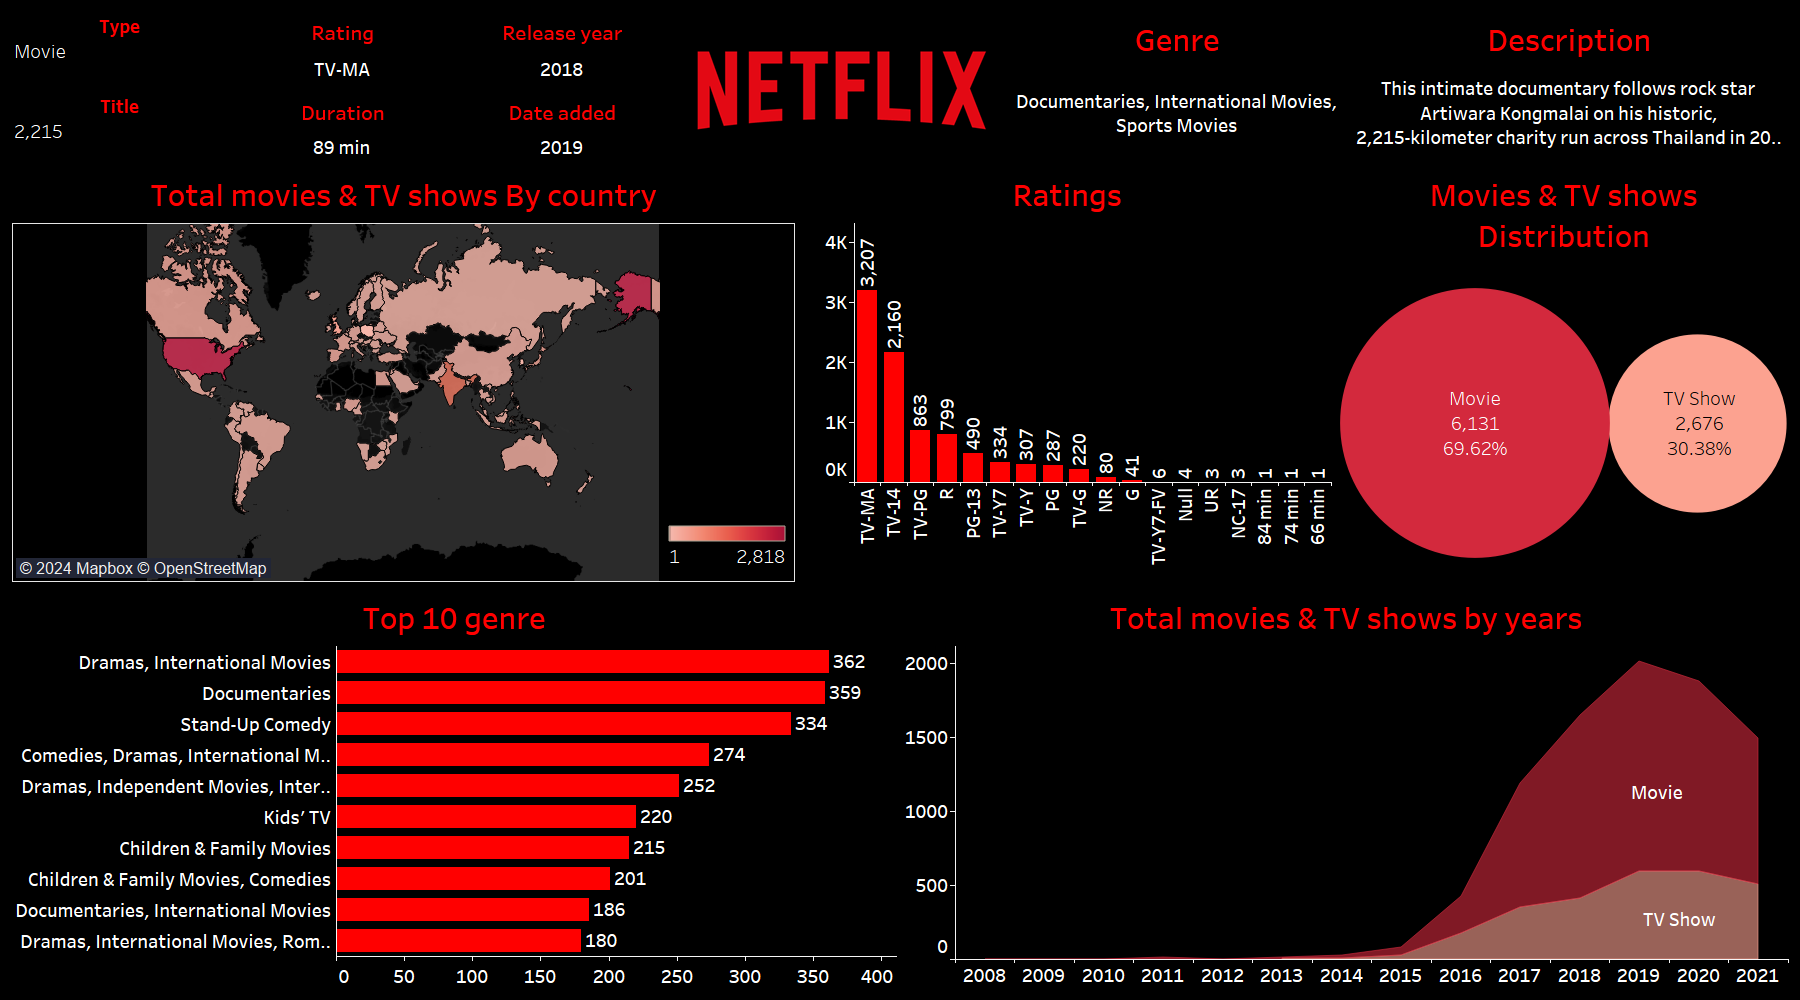 Type
Movie
Title
2,215
Rating
TV-MA
Duration
89 min
Release year
2018
Date added
2019
NETFLIX
Genre
Documentaries, International Movies,
Sports Movies
Description
This intimate documentary follows rock star
Artiwara Kongmalai on his historic,
2,215-kilometer charity run across Thailand in 20..
Total movies & TV shows By country
1
2,818
© 2024 Mapbox © OpenStreetMap
Ratings
4K
3K
2K
1K
0K
3,207
2,160
863
799
490
334
307
287
220
80
41
6
4
3
3
1
1
1
TV-MA
TV-14
TV-PG
R
PG-13
TV-Y7
TV-Y
PG
TV-G
NR
G
TV-Y7-FV
Null
UR
NC-17
84 min
74 min
66 min
Movies & TV shows
Distribution
Movie
6,131
69.62%
TV Show
2,676
30.38%
Top 10 genre
Dramas, International Movies 362
Documentaries 359
Stand-Up Comedy 334
Comedies, Dramas, International M.. 274
Dramas, Independent Movies, Inter.. 252
Kids’ TV 220
Children & Family Movies 215
Children & Family Movies, Comedies 201
Documentaries, International Movies 186
Dramas, International Movies, Rom.. 180
0 50 100 150 200 250 300 350 400
Total movies & TV shows by years
2000
1500
1000
500
0
Movie
TV Show
2008 2009 2010 2011 2012 2013 2014 2015 2016 2017 2018 2019 2020 2021